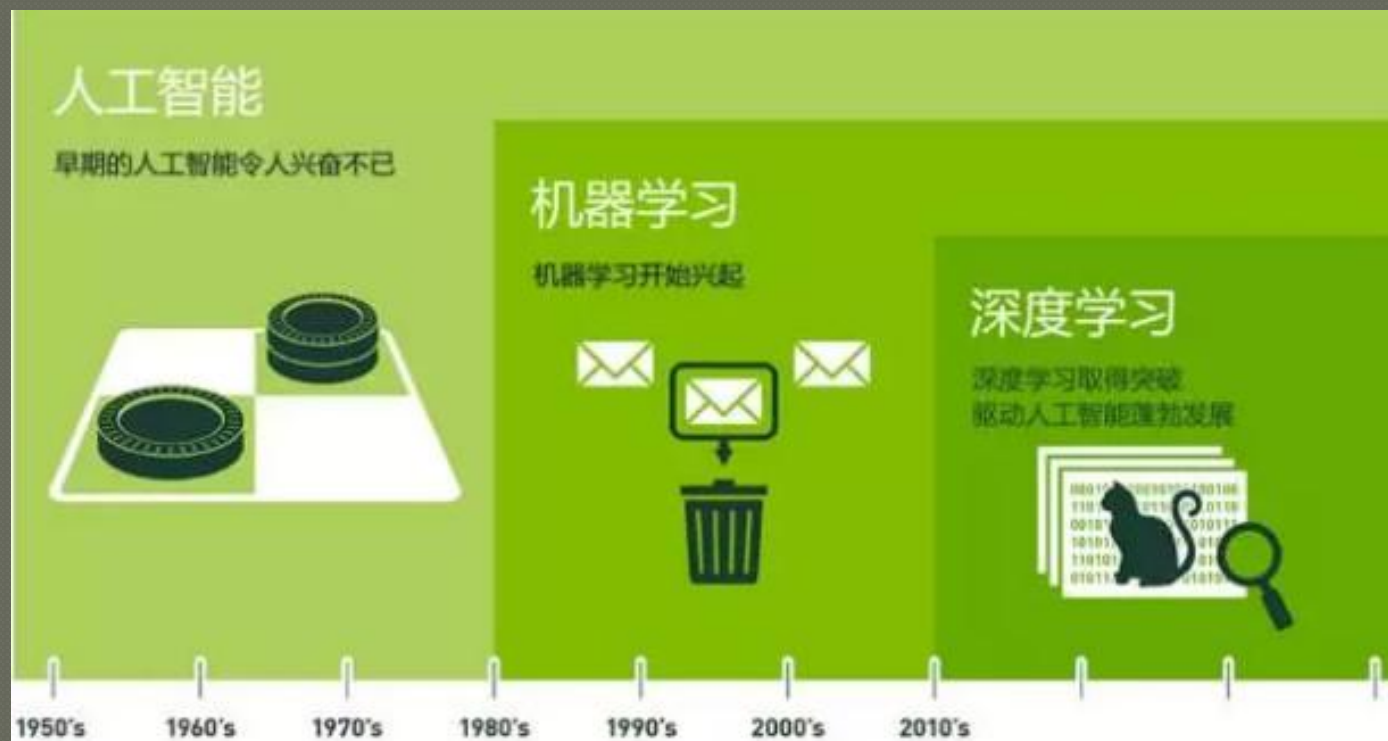 人工智能
早期的人工智能令人兴奋不已
机器学习
机器学习开始兴起
深度学习
深度学习取得突破
驱动人工智能蓬勃发展
1950's 1960's 1970's 1980's 1990's 2000's 2010's